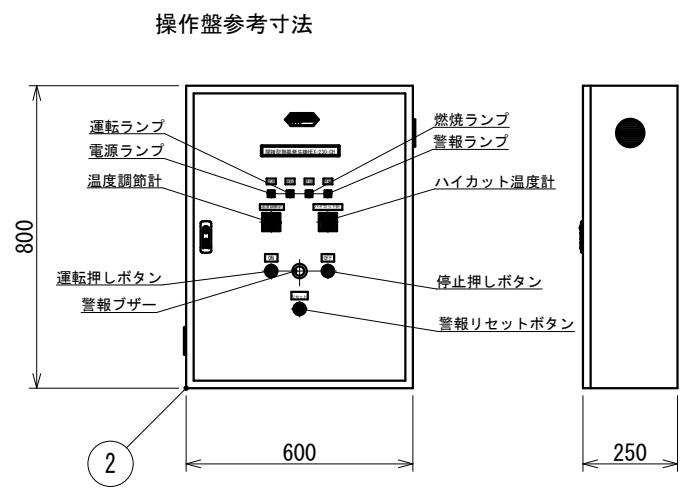 操作盤参考寸法
運転ランプ
電源ランプ
温度調節計
燃焼ランプ
警報ランプ
ハイカット温度計
ON
OFF
運転押しボタン
警報ブザー
停止押しボタン
警報リセットボタン
800
600
250
2